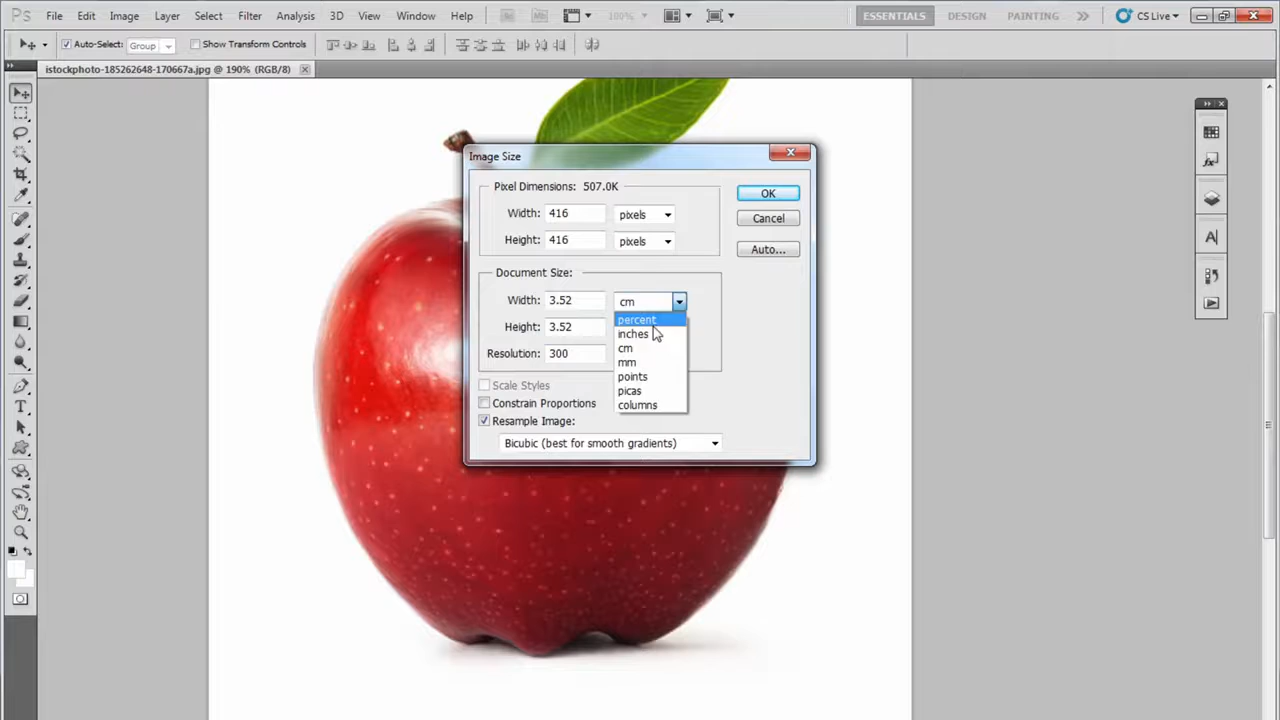 Ps File Edit Image Layer Select Filter Analysis 3D View Window Help Br Mb 100% ESSENTIALS DESIGN PAINTING CS Live
Auto-Select: Group Show Transform Controls
istockphoto-185262648-170667a.jpg @ 190% (RGB/8)
Image Size
Pixel Dimensions: 507.0K
OK
Width: 416 pixels
Cancel
Height: 416 pixels
Auto...
Document Size:
Width: 3.52 cm
percent
Height: 3.52
inches
cm
Resolution: 300
mm
points
Scale Styles
picas
Constrain Proportions
columns
Resample Image:
Bicubic (best for smooth gradients)